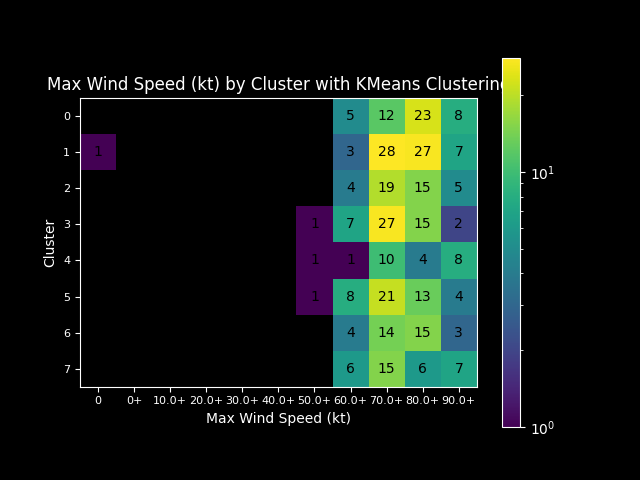 Max Wind Speed (kt) by Cluster with KMeans Clustering
0 5 12 23 8
1 1 3 28 27 7
2 4 19 15 5
3 1 7 27 15 2
4 1 1 10 4 8
5 1 8 21 13 4
6 4 14 15 3
7 6 15 6 7
Cluster
0 0+ 10.0+ 20.0+ 30.0+ 40.0+ 50.0+ 60.0+ 70.0+ 80.0+ 90.0+
Max Wind Speed (kt)
10¹
10⁰